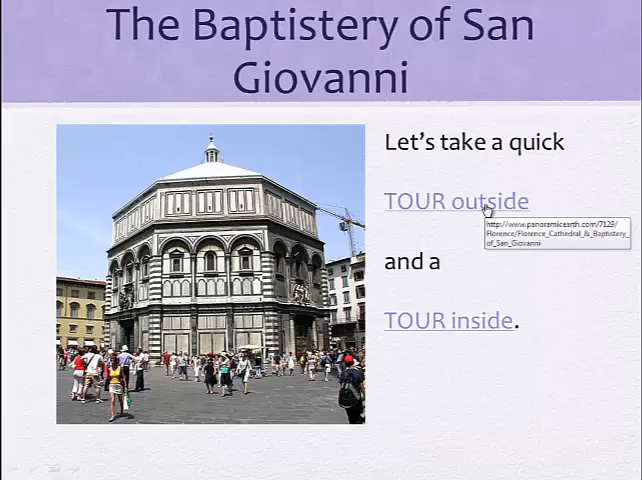 The Baptistery of San
Giovanni
Let's take a quick
TOUR outside
http://www.panoramicearth.com/7129/
Florence/Florence_Cathedral_&_Baptistery_
of_San_Giovanni
and a
TOUR inside.